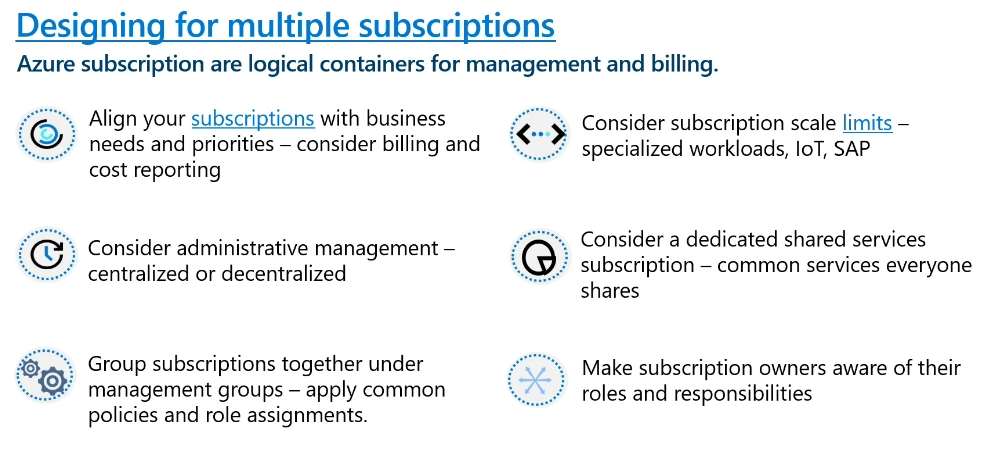 Designing for multiple subscriptions
Azure subscription are logical containers for management and billing.
Align your subscriptions with business
needs and priorities – consider billing and
cost reporting
Consider subscription scale limits –
specialized workloads, IoT, SAP
Consider administrative management –
centralized or decentralized
Consider a dedicated shared services
subscription – common services everyone
shares
Group subscriptions together under
management groups – apply common
policies and role assignments.
Make subscription owners aware of their
roles and responsibilities